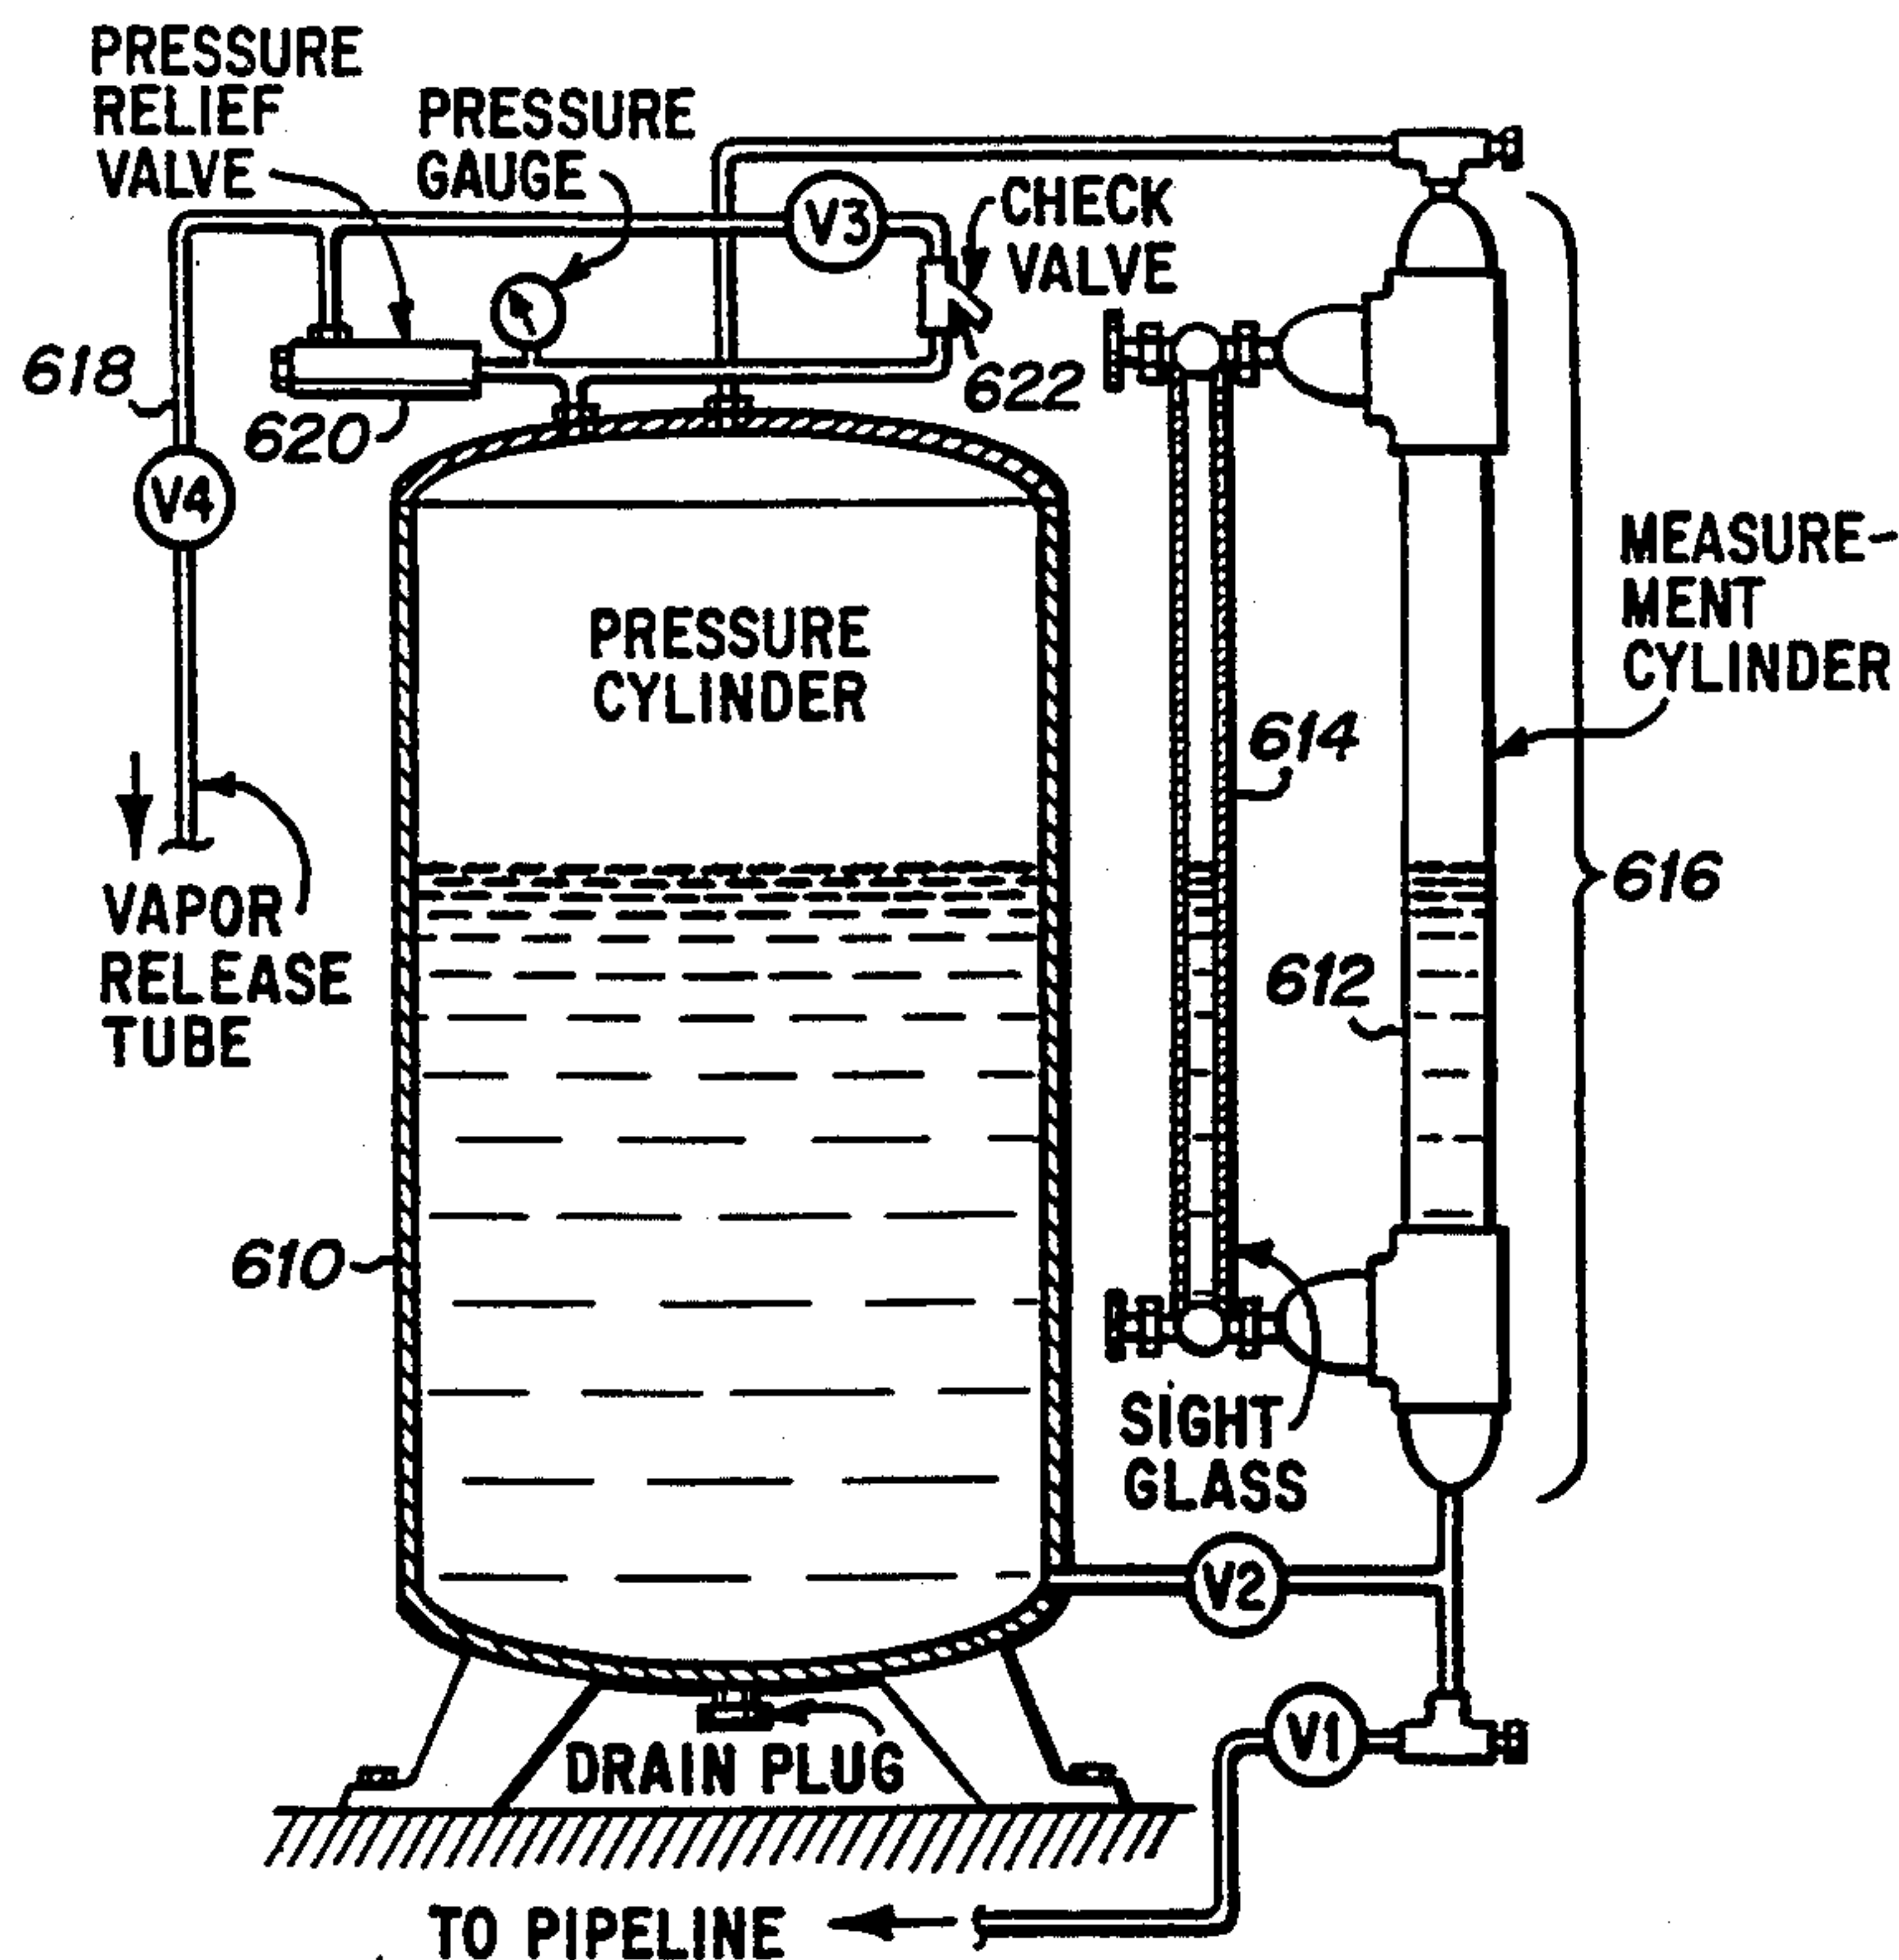 PRESSURE
RELIEF
VALVE
PRESSURE
GAUGE
V3
CHECK
VALVE
618
620
622
V4
PRESSURE
CYLINDER
MEASURE-
MENT
CYLINDER
614
616
VAPOR
RELEASE
TUBE
612
610
SIGHT
GLASS
V2
V1
DRAIN PLUG
TO PIPELINE